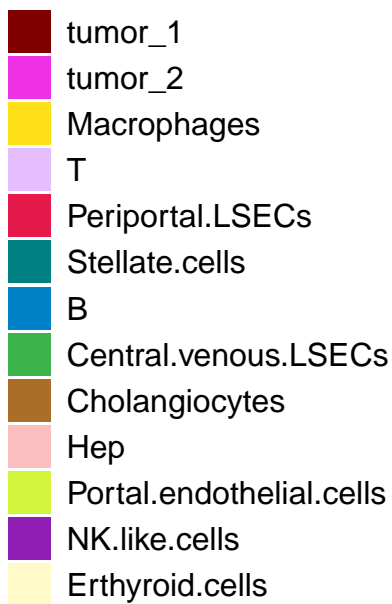 tumor_1
tumor_2
Macrophages
T
Periportal.LSECs
Stellate.cells
B
Central.venous.LSECs
Cholangiocytes
Hep
Portal.endothelial.cells
NK.like.cells
Erthyroid.cells